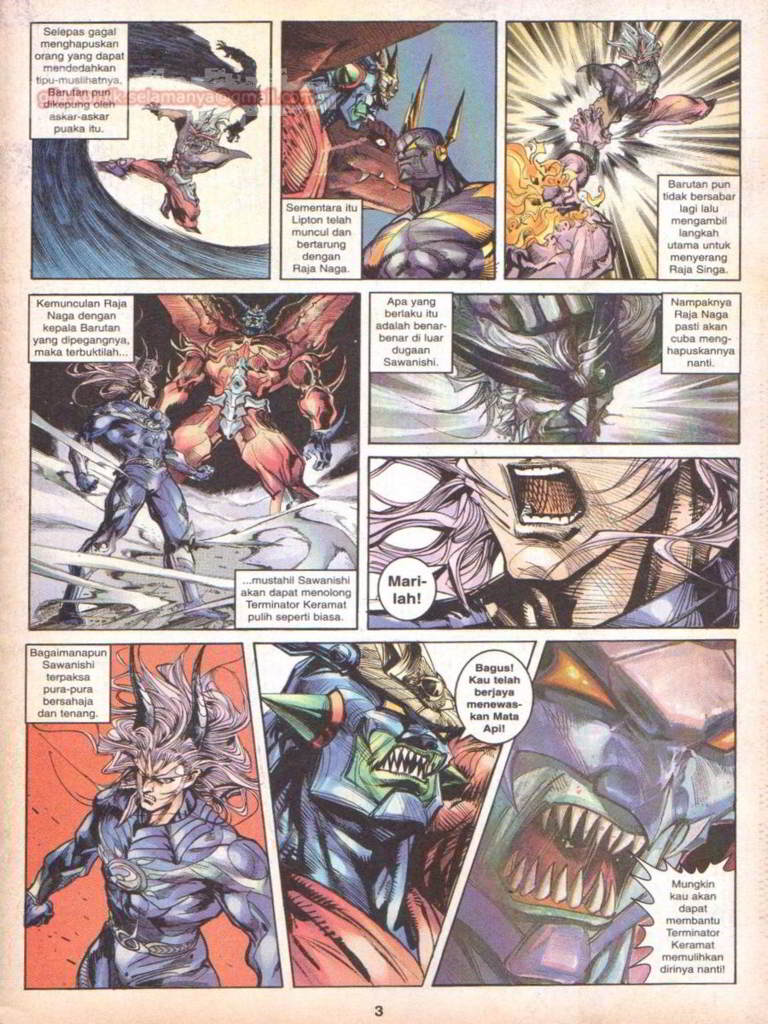 Selepas gagal
menghapuskan
orang yang dapat
mendedahkan
tipu-muslihatnya,
Barutan pun
dikepung oleh
askar-askar
puaka itu.
Sementara itu
Lipton telah
muncul dan
bertarung
dengan
Raja Naga.
Barutan pun
tidak bersabar
lagi lalu
mengambil
langkah
utama untuk
menyerang
Raja Singa.
Kemunculan Raja
Naga dengan
kepala Barutan
yang dipegangnya,
maka terbuktilah...
...mustahil Sawanishi
akan dapat menolong
Terminator Keramat
pulih seperti biasa.
Apa yang
berlaku itu
adalah benar-
benar di luar
dugaan
Sawanishi.
Nampaknya
Raja Naga
pasti akan
cuba meng-
hapuskannya
nanti.
Mari-
lah!
Bagaimanapun
Sawanishi
terpaksa
pura-pura
bersahaja
dan tenang.
Bagus!
Kau telah
berjaya
menewas-
kan Mata
Api!
Mungkin
kau akan
dapat
membantu
Terminator
Keramat
memulihkan
dirinya nanti!
3